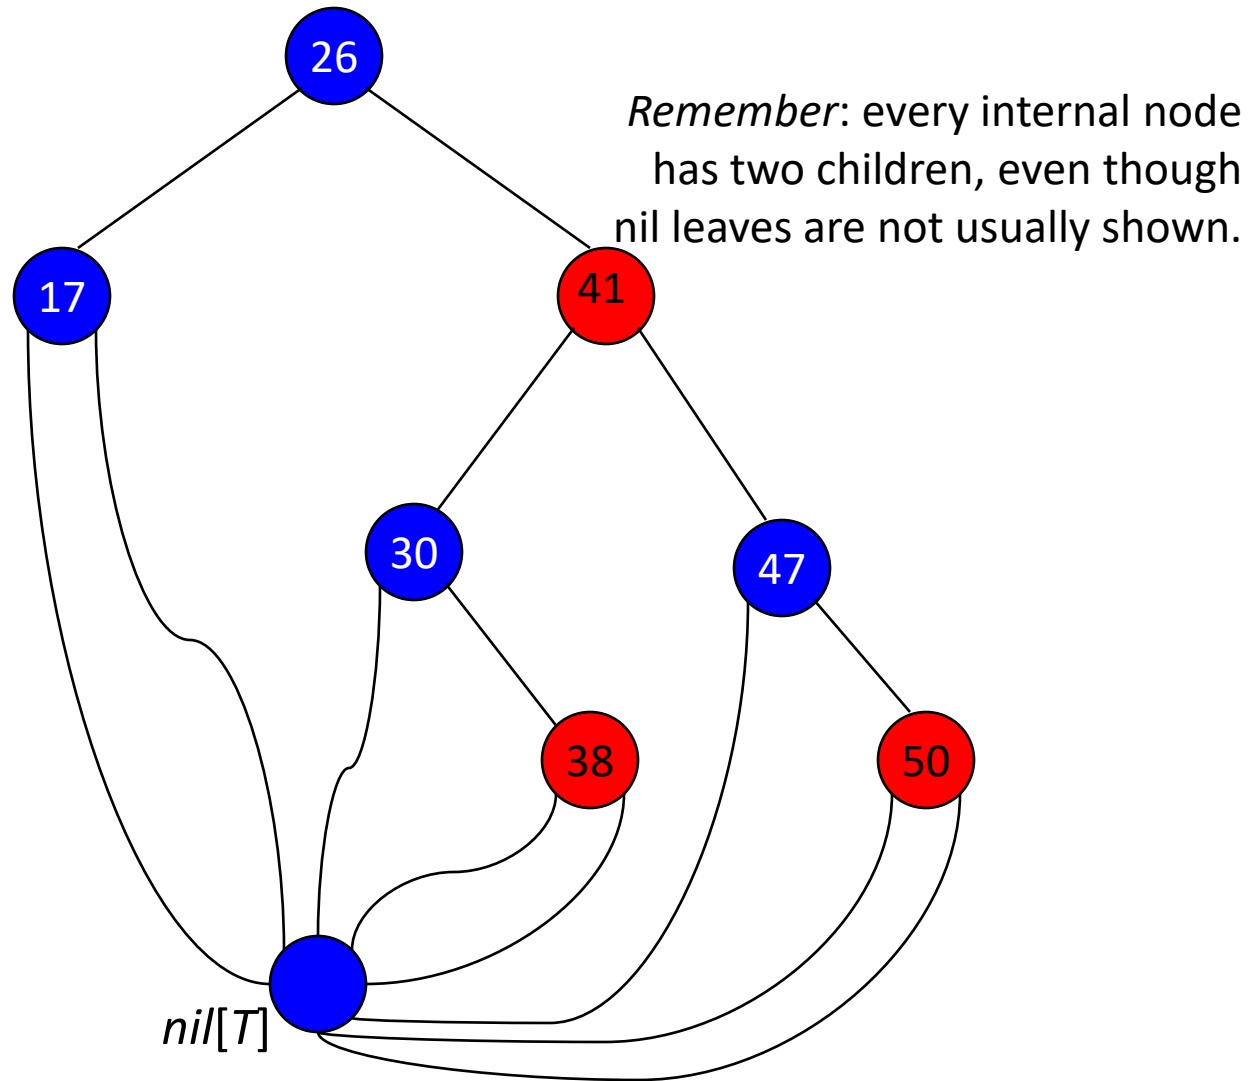 26
Remember: every internal node
has two children, even though
nil leaves are not usually shown.
17
41
30
47
38
50
nil[T]